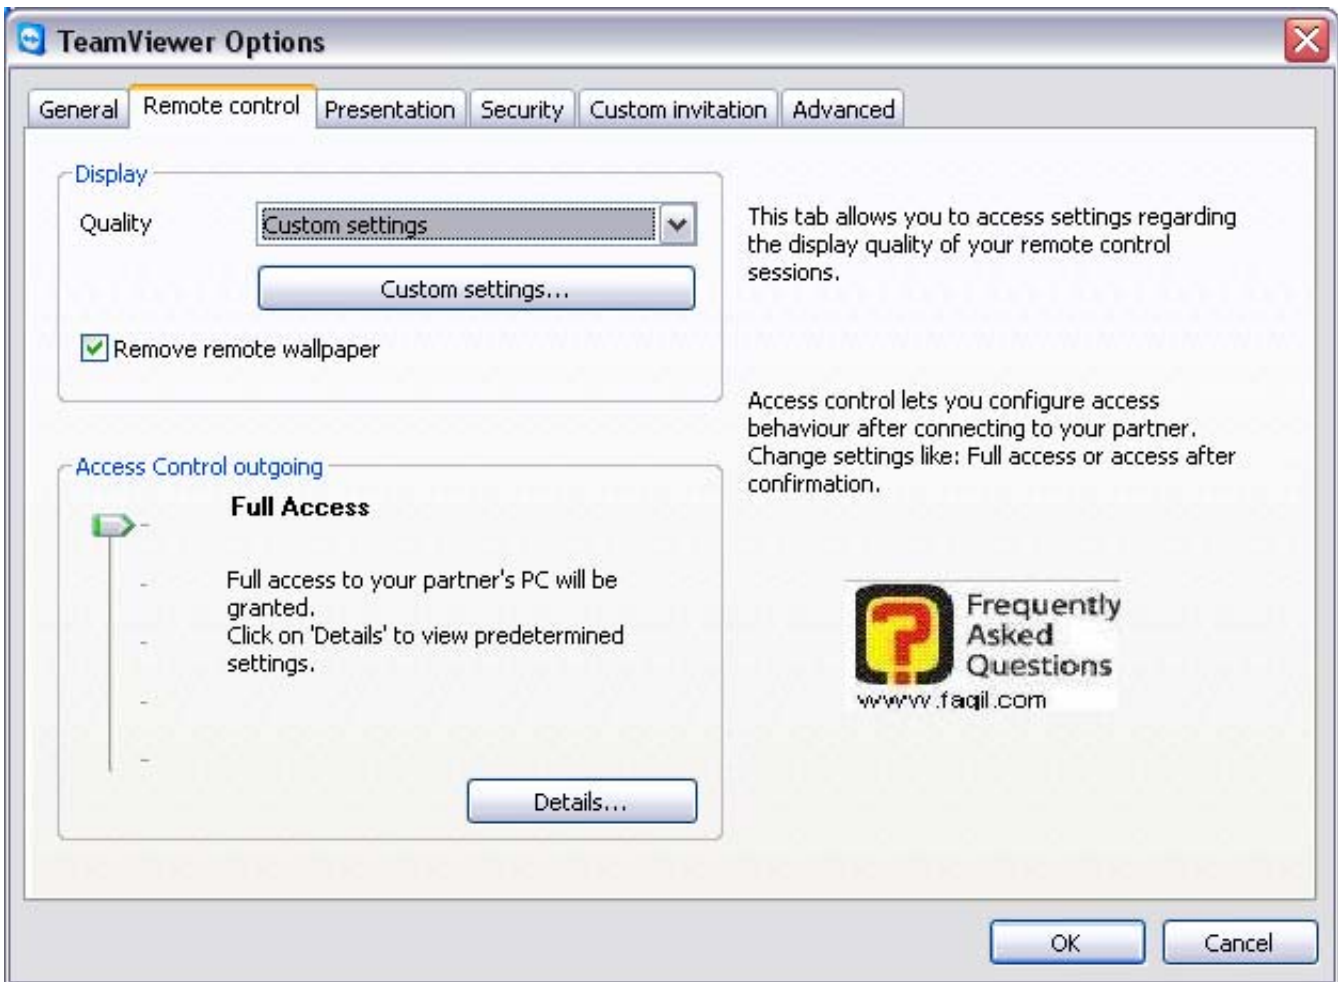 TeamViewer Options
General Remote control Presentation Security Custom invitation Advanced
Display
Quality Custom settings
Custom settings...
Remove remote wallpaper
This tab allows you to access settings regarding
the display quality of your remote control
sessions.
Access control lets you configure access
behaviour after connecting to your partner.
Change settings like: Full access or access after
confirmation.
Access Control outgoing
Full Access
Full access to your partner's PC will be
granted.
Click on 'Details' to view predetermined
settings.
Details...
Frequently
Asked
Questions
www.faqil.com
OK Cancel